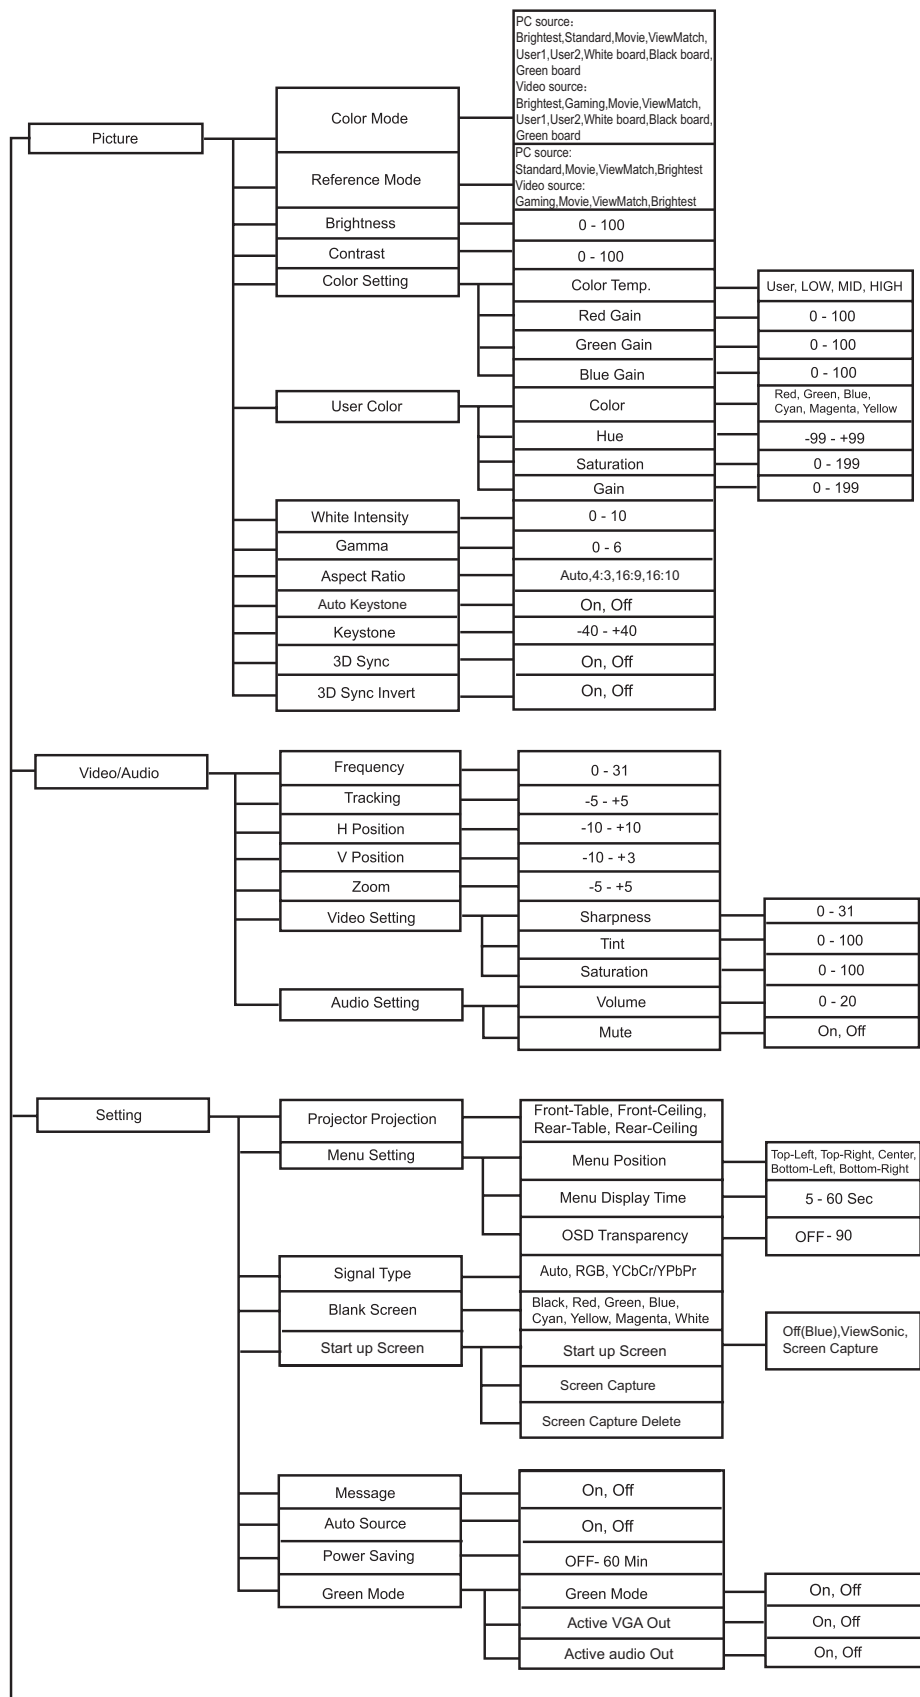 PC source:
Brightest,Standard,Movie,ViewMatch,
User1,User2,White board,Black board,
Green board
Video source:
Brightest,Gaming,Movie,ViewMatch,
User1,User2,White board,Black board,
Green board
Picture
Color Mode
PC source:
Standard,Movie,ViewMatch,Brightest
Video source:
Gaming,Movie,ViewMatch,Brightest
Reference Mode
Brightness
0 - 100
Contrast
0 - 100
Color Setting
Color Temp.
User, LOW, MID, HIGH
Red Gain
0 - 100
Green Gain
0 - 100
Blue Gain
0 - 100
User Color
Color
Red, Green, Blue,
Cyan, Magenta, Yellow
Hue
-99 - +99
Saturation
0 - 199
Gain
0 - 199
White Intensity
0 - 10
Gamma
0 - 6
Aspect Ratio
Auto,4:3,16:9,16:10
Auto Keystone
On, Off
Keystone
-40 - +40
3D Sync
On, Off
3D Sync Invert
On, Off
Video/Audio
Frequency
0 - 31
Tracking
-5 - +5
H Position
-10 - +10
V Position
-10 - +3
Zoom
-5 - +5
Video Setting
Sharpness
0 - 31
Tint
0 - 100
Saturation
0 - 100
Audio Setting
Volume
0 - 20
Mute
On, Off
Setting
Projector Projection
Front-Table, Front-Ceiling,
Rear-Table, Rear-Ceiling
Menu Setting
Menu Position
Top-Left, Top-Right, Center,
Bottom-Left, Bottom-Right
Menu Display Time
5 - 60 Sec
OSD Transparency
OFF - 90
Signal Type
Auto, RGB, YCbCr/YPbPr
Blank Screen
Black, Red, Green, Blue,
Cyan, Yellow, Magenta, White
Start up Screen
Start up Screen
Off(Blue),ViewSonic,
Screen Capture
Screen Capture
Screen Capture Delete
Message
On, Off
Auto Source
On, Off
Power Saving
OFF- 60 Min
Green Mode
Green Mode
On, Off
Active VGA Out
On, Off
Active audio Out
On, Off